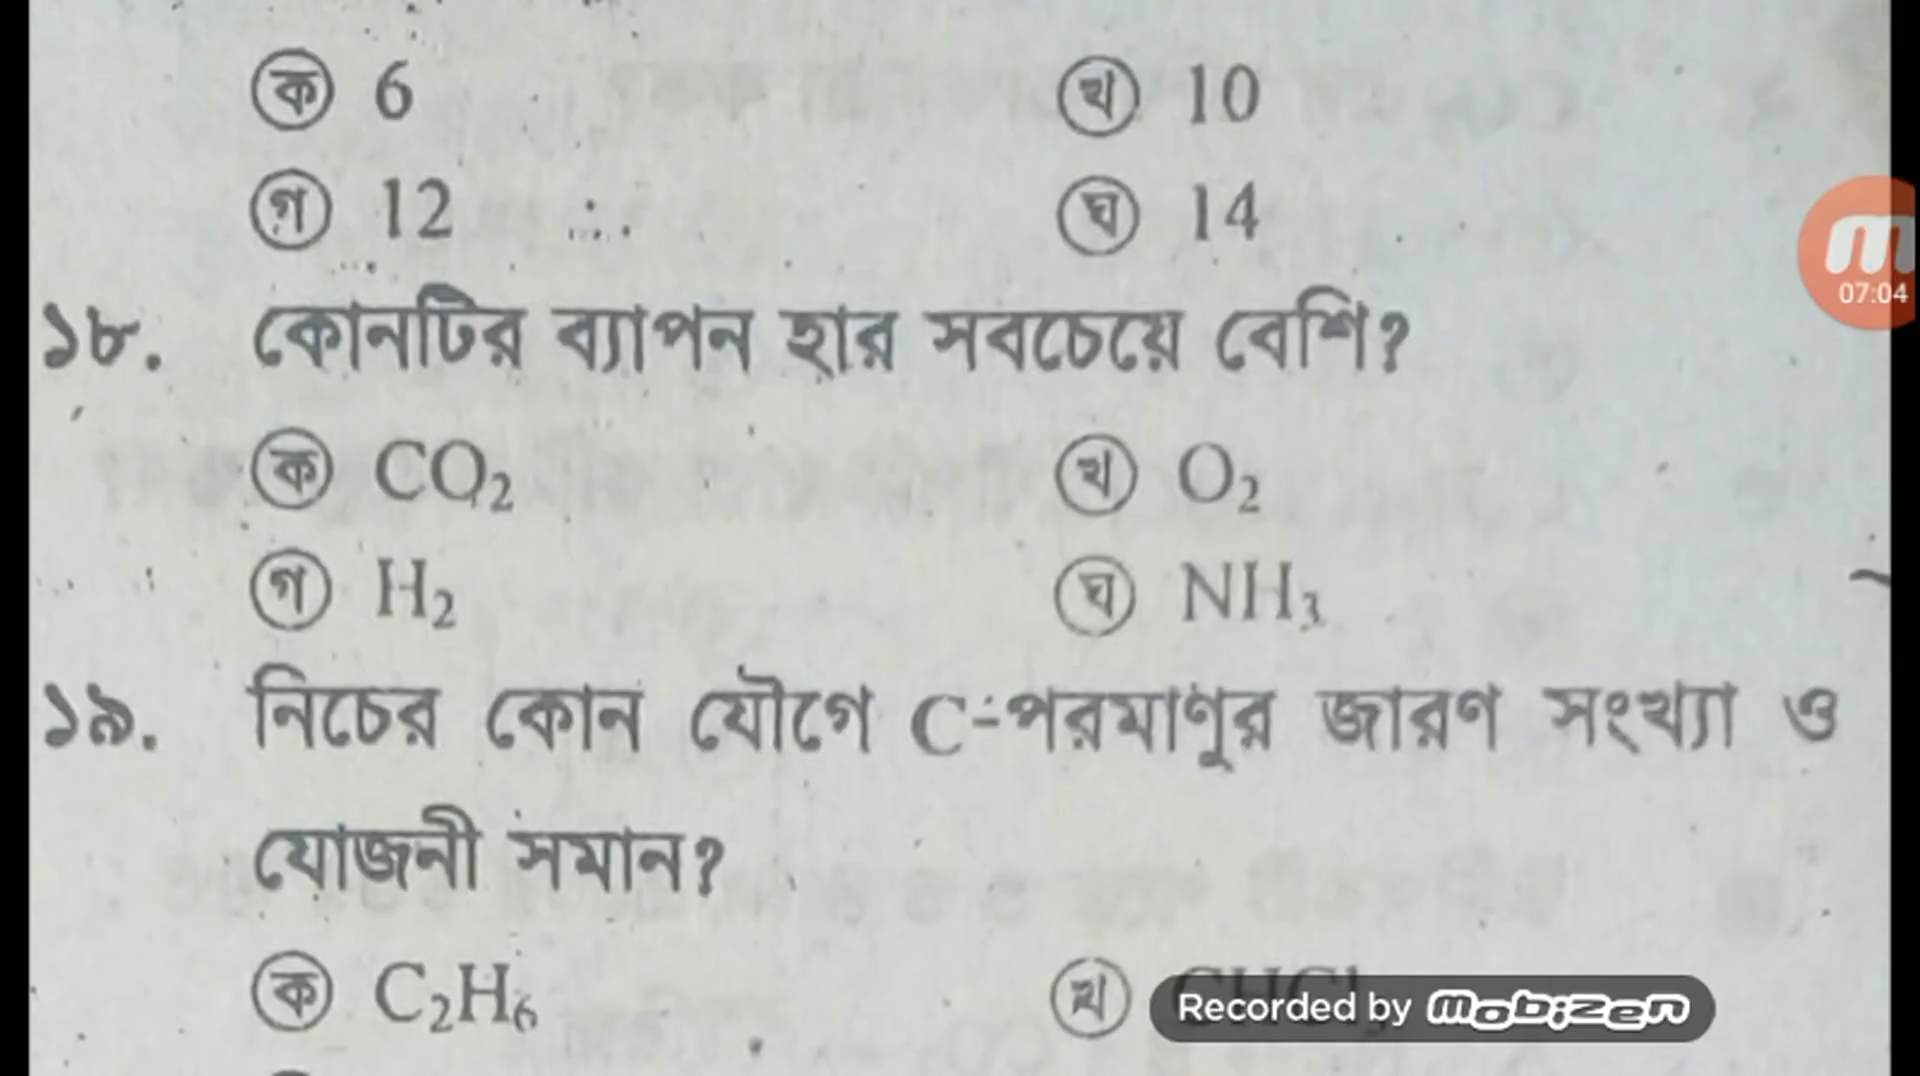 ক 6 খ 10
গ 12 ঘ 14
07:04
১৮. কোনটির ব্যাপন হার সবচেয়ে বেশি?
ক CO₂ খ O₂
গ H₂ ঘ NH₃
১৯. নিচের কোন যৌগে C-পরমাণুর জারণ সংখ্যা ও
যোজনী সমান?
ক C₂H₆ খ
Recorded by mobizen